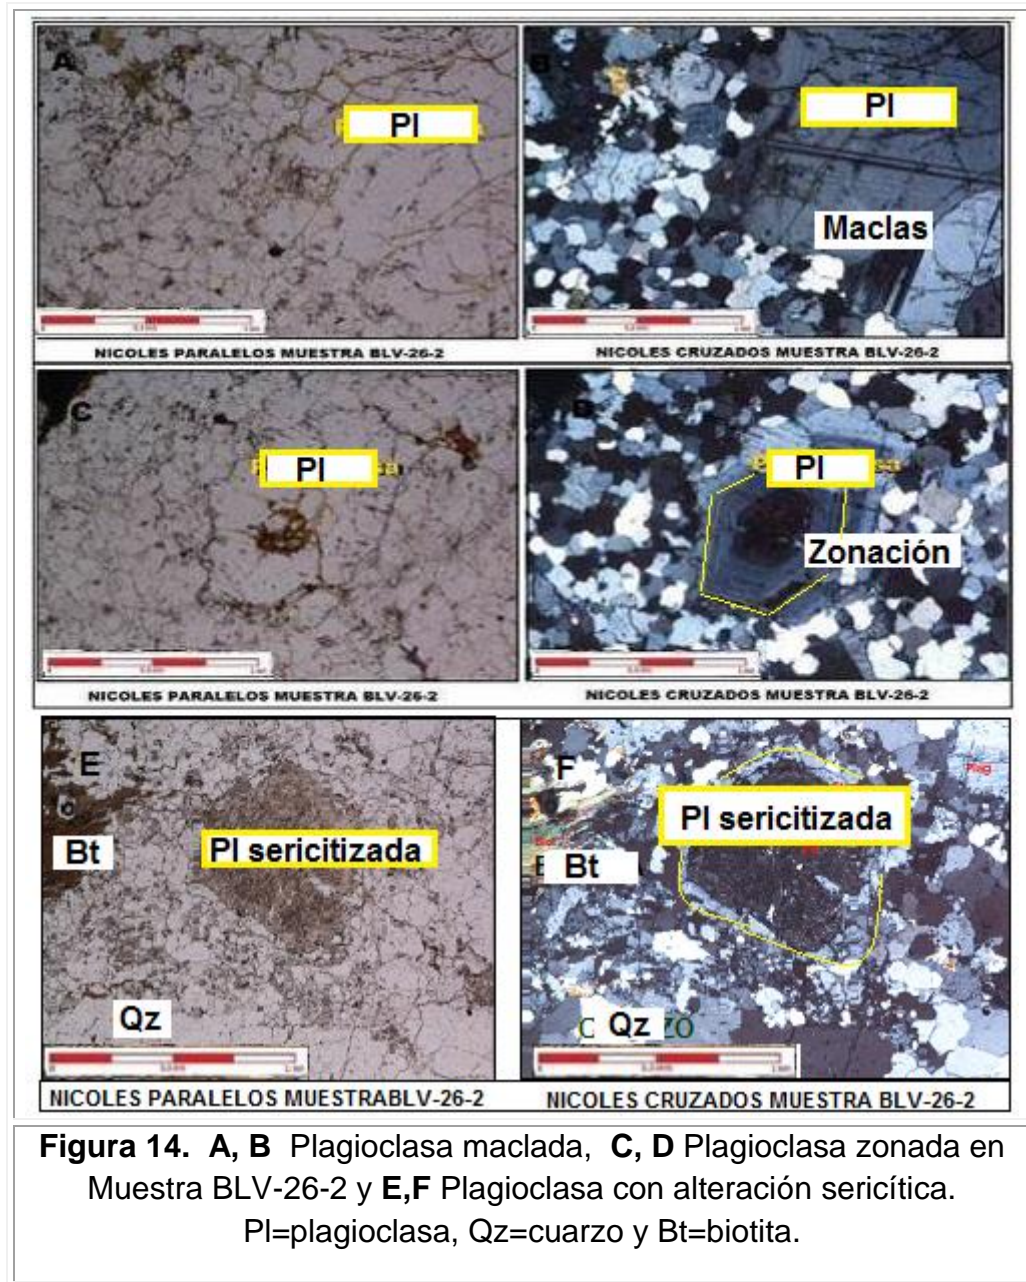 A
Pl
B
Pl
Maclas
NICOLES PARALELOS MUESTRA BLV-26-2
NICOLES CRUZADOS MUESTRA BLV-26-2
C
Pl
D
Pl
Zonación
NICOLES PARALELOS MUESTRA BLV-26-2
NICOLES CRUZADOS MUESTRA BLV-26-2
E
Bt
Pl sericitizada
Qz
F
Plag
Pl sericitizada
Bt
Qz
NICOLES PARALELOS MUESTRABLV-26-2
NICOLES CRUZADOS MUESTRA BLV-26-2
Figura 14. A, B Plagioclasa maclada, C, D Plagioclasa zonada en
Muestra BLV-26-2 y E,F Plagioclasa con alteración sericítica.
Pl=plagioclasa, Qz=cuarzo y Bt=biotita.